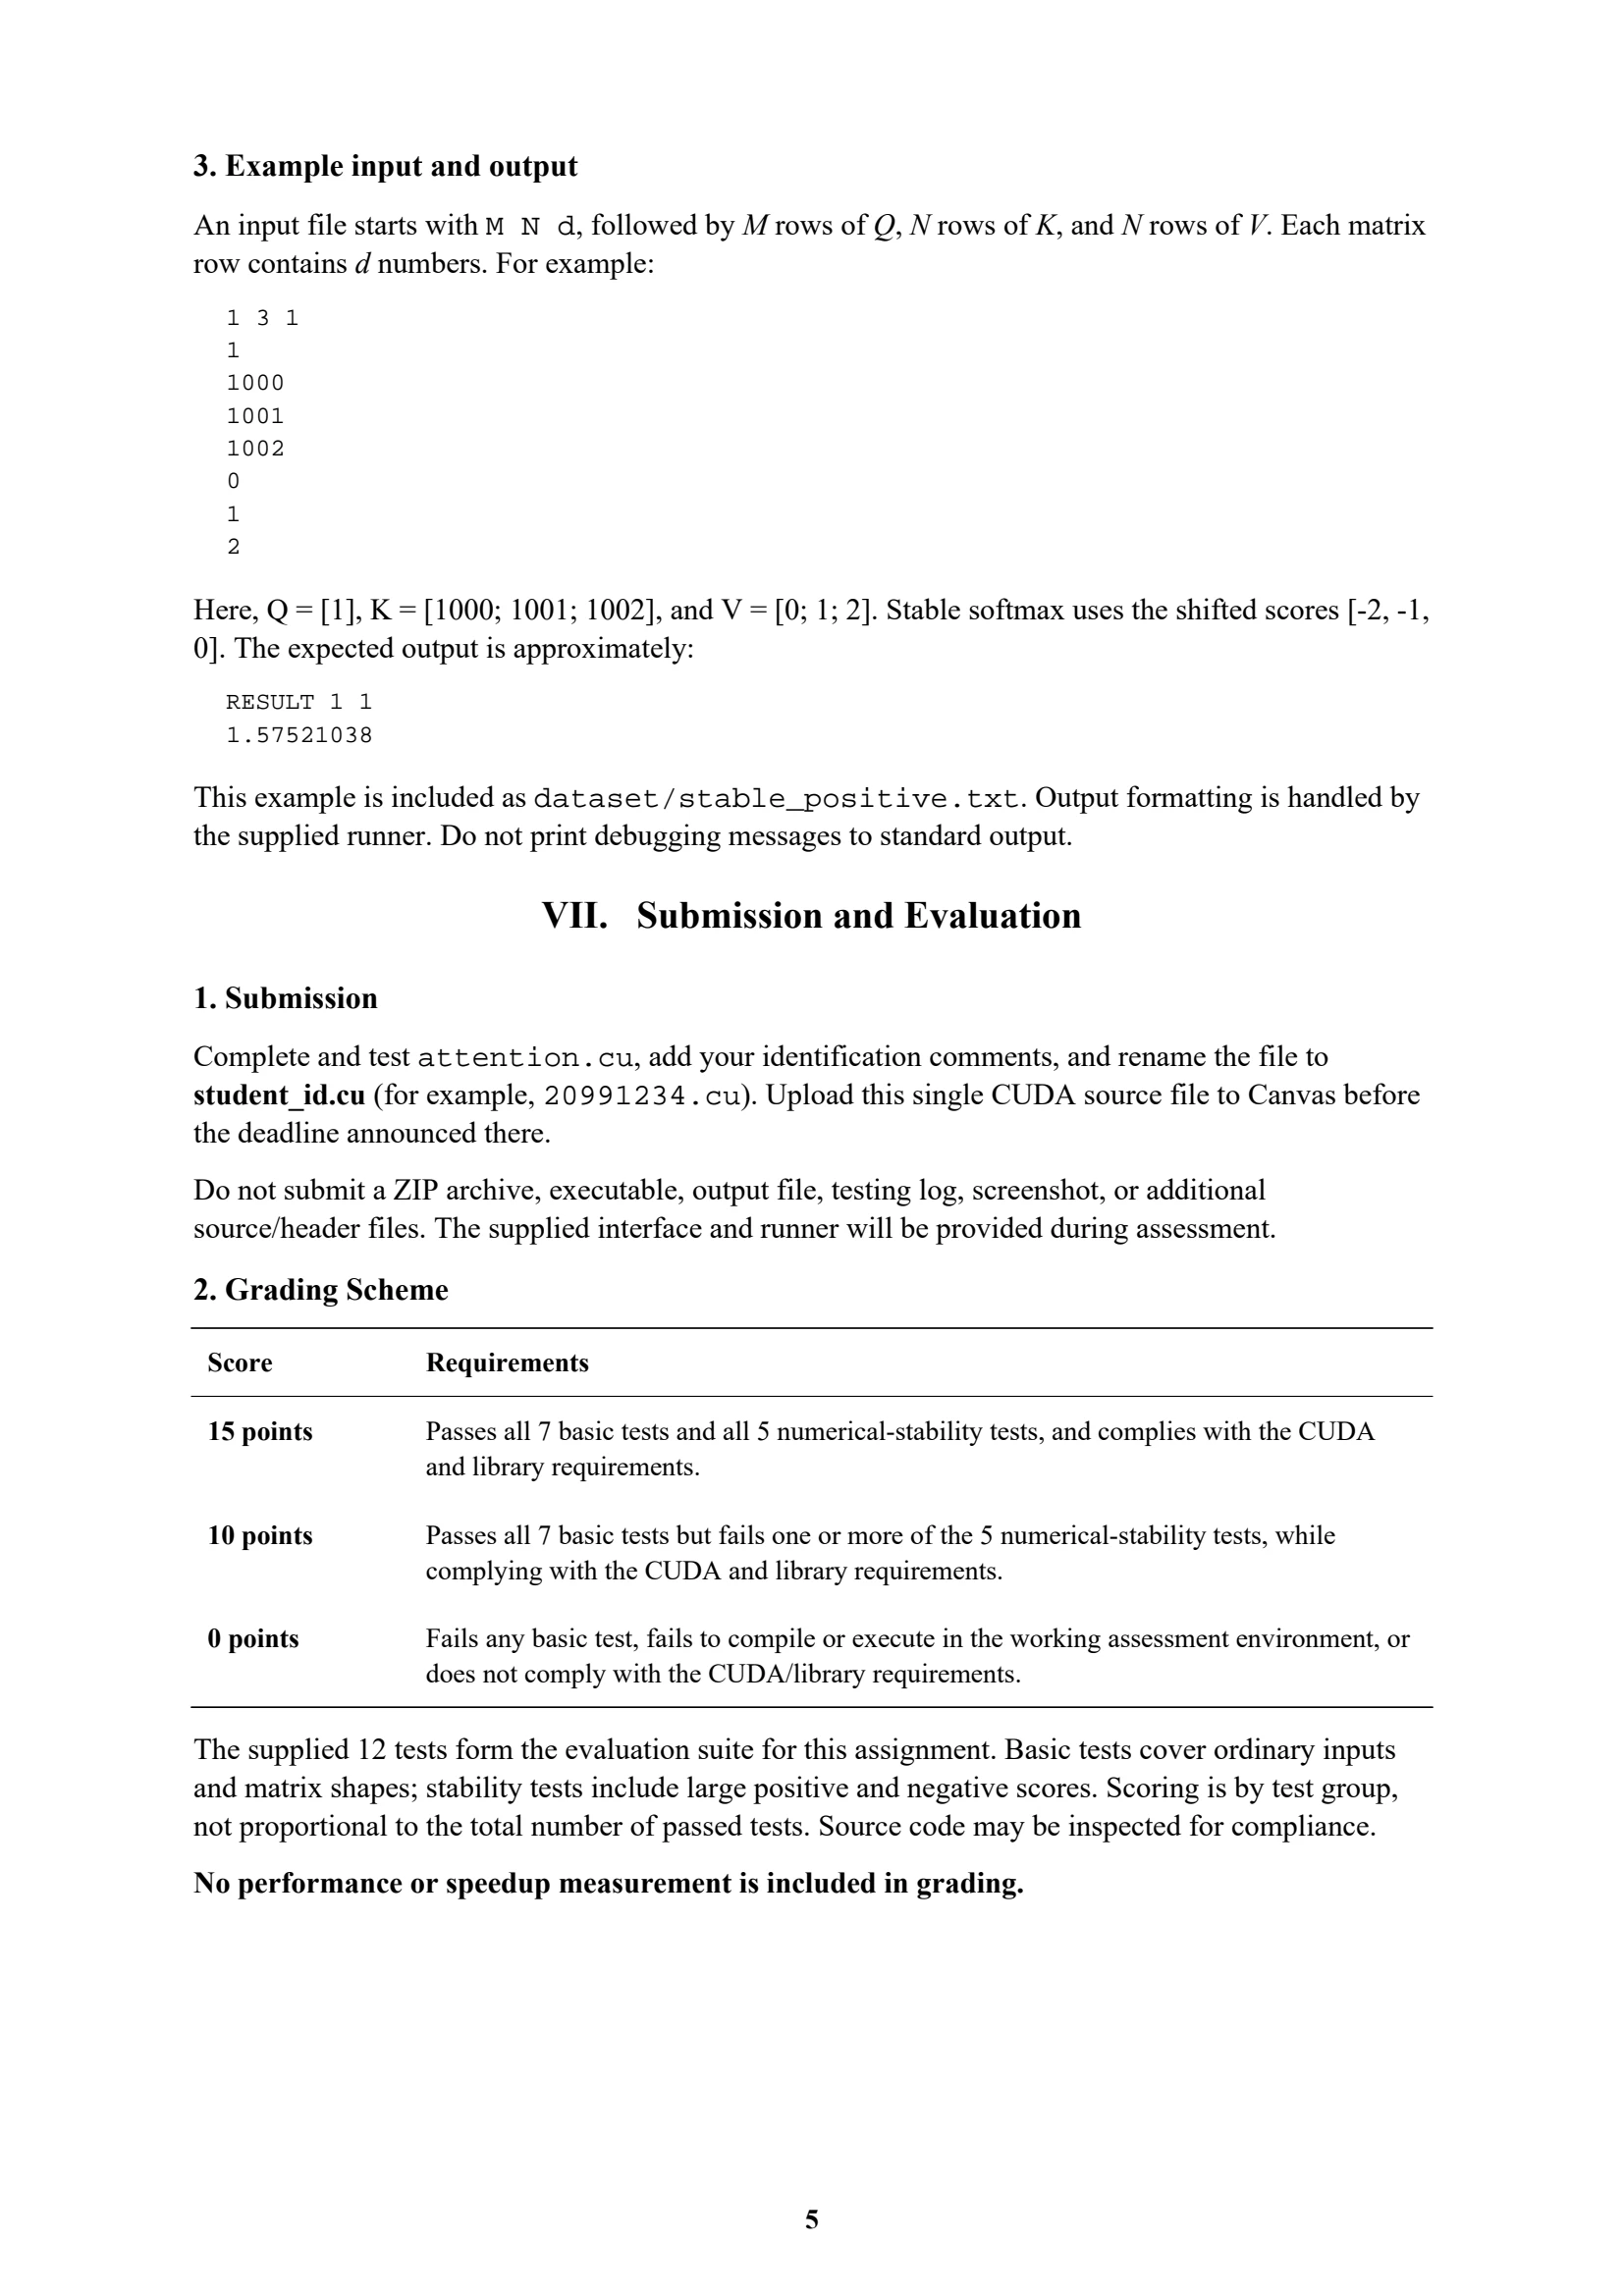 3. Example input and output
An input file starts with M N d, followed by M rows of Q, N rows of K, and N rows of V. Each matrix
row contains d numbers. For example:
1 3 1
1
1000
1001
1002
0
1
2
Here, Q = [1], K = [1000; 1001; 1002], and V = [0; 1; 2]. Stable softmax uses the shifted scores [-2, -1,
0]. The expected output is approximately:
RESULT 1 1
1.57521038
This example is included as dataset/stable_positive.txt. Output formatting is handled by
the supplied runner. Do not print debugging messages to standard output.
VII. Submission and Evaluation
1. Submission
Complete and test attention.cu, add your identification comments, and rename the file to
student_id.cu (for example, 20991234.cu). Upload this single CUDA source file to Canvas before
the deadline announced there.
Do not submit a ZIP archive, executable, output file, testing log, screenshot, or additional
source/header files. The supplied interface and runner will be provided during assessment.
2. Grading Scheme
Score Requirements
15 points Passes all 7 basic tests and all 5 numerical-stability tests, and complies with the CUDA
and library requirements.
10 points Passes all 7 basic tests but fails one or more of the 5 numerical-stability tests, while
complying with the CUDA and library requirements.
0 points Fails any basic test, fails to compile or execute in the working assessment environment, or
does not comply with the CUDA/library requirements.
The supplied 12 tests form the evaluation suite for this assignment. Basic tests cover ordinary inputs
and matrix shapes; stability tests include large positive and negative scores. Scoring is by test group,
not proportional to the total number of passed tests. Source code may be inspected for compliance.
No performance or speedup measurement is included in grading.
5